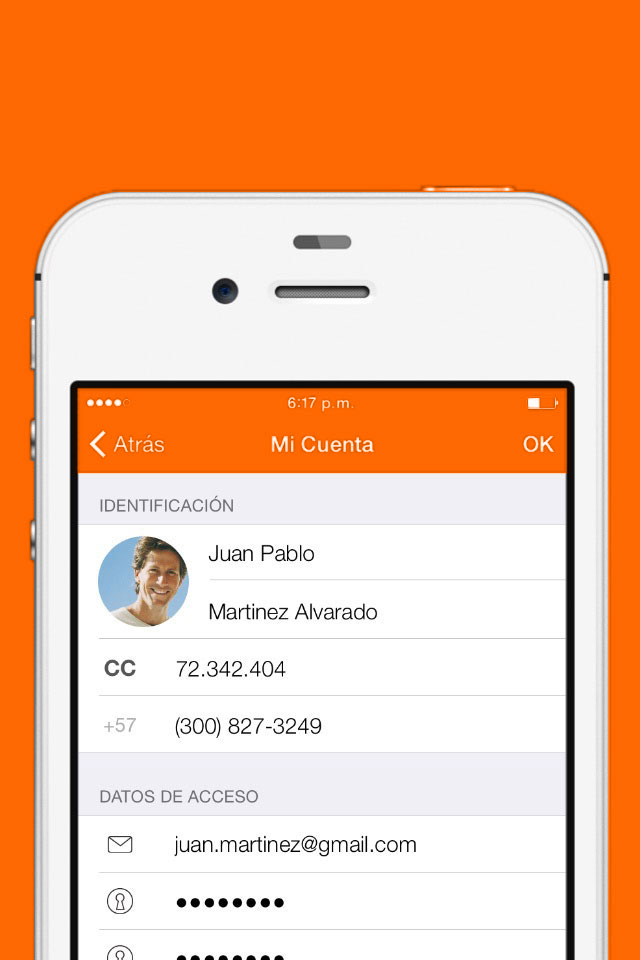 6:17 p.m.
Atrás
Mi Cuenta
OK
IDENTIFICACIÓN
Juan Pablo
Martinez Alvarado
CC 72.342.404
+57 (300) 827-3249
DATOS DE ACCESO
juan.martinez@gmail.com